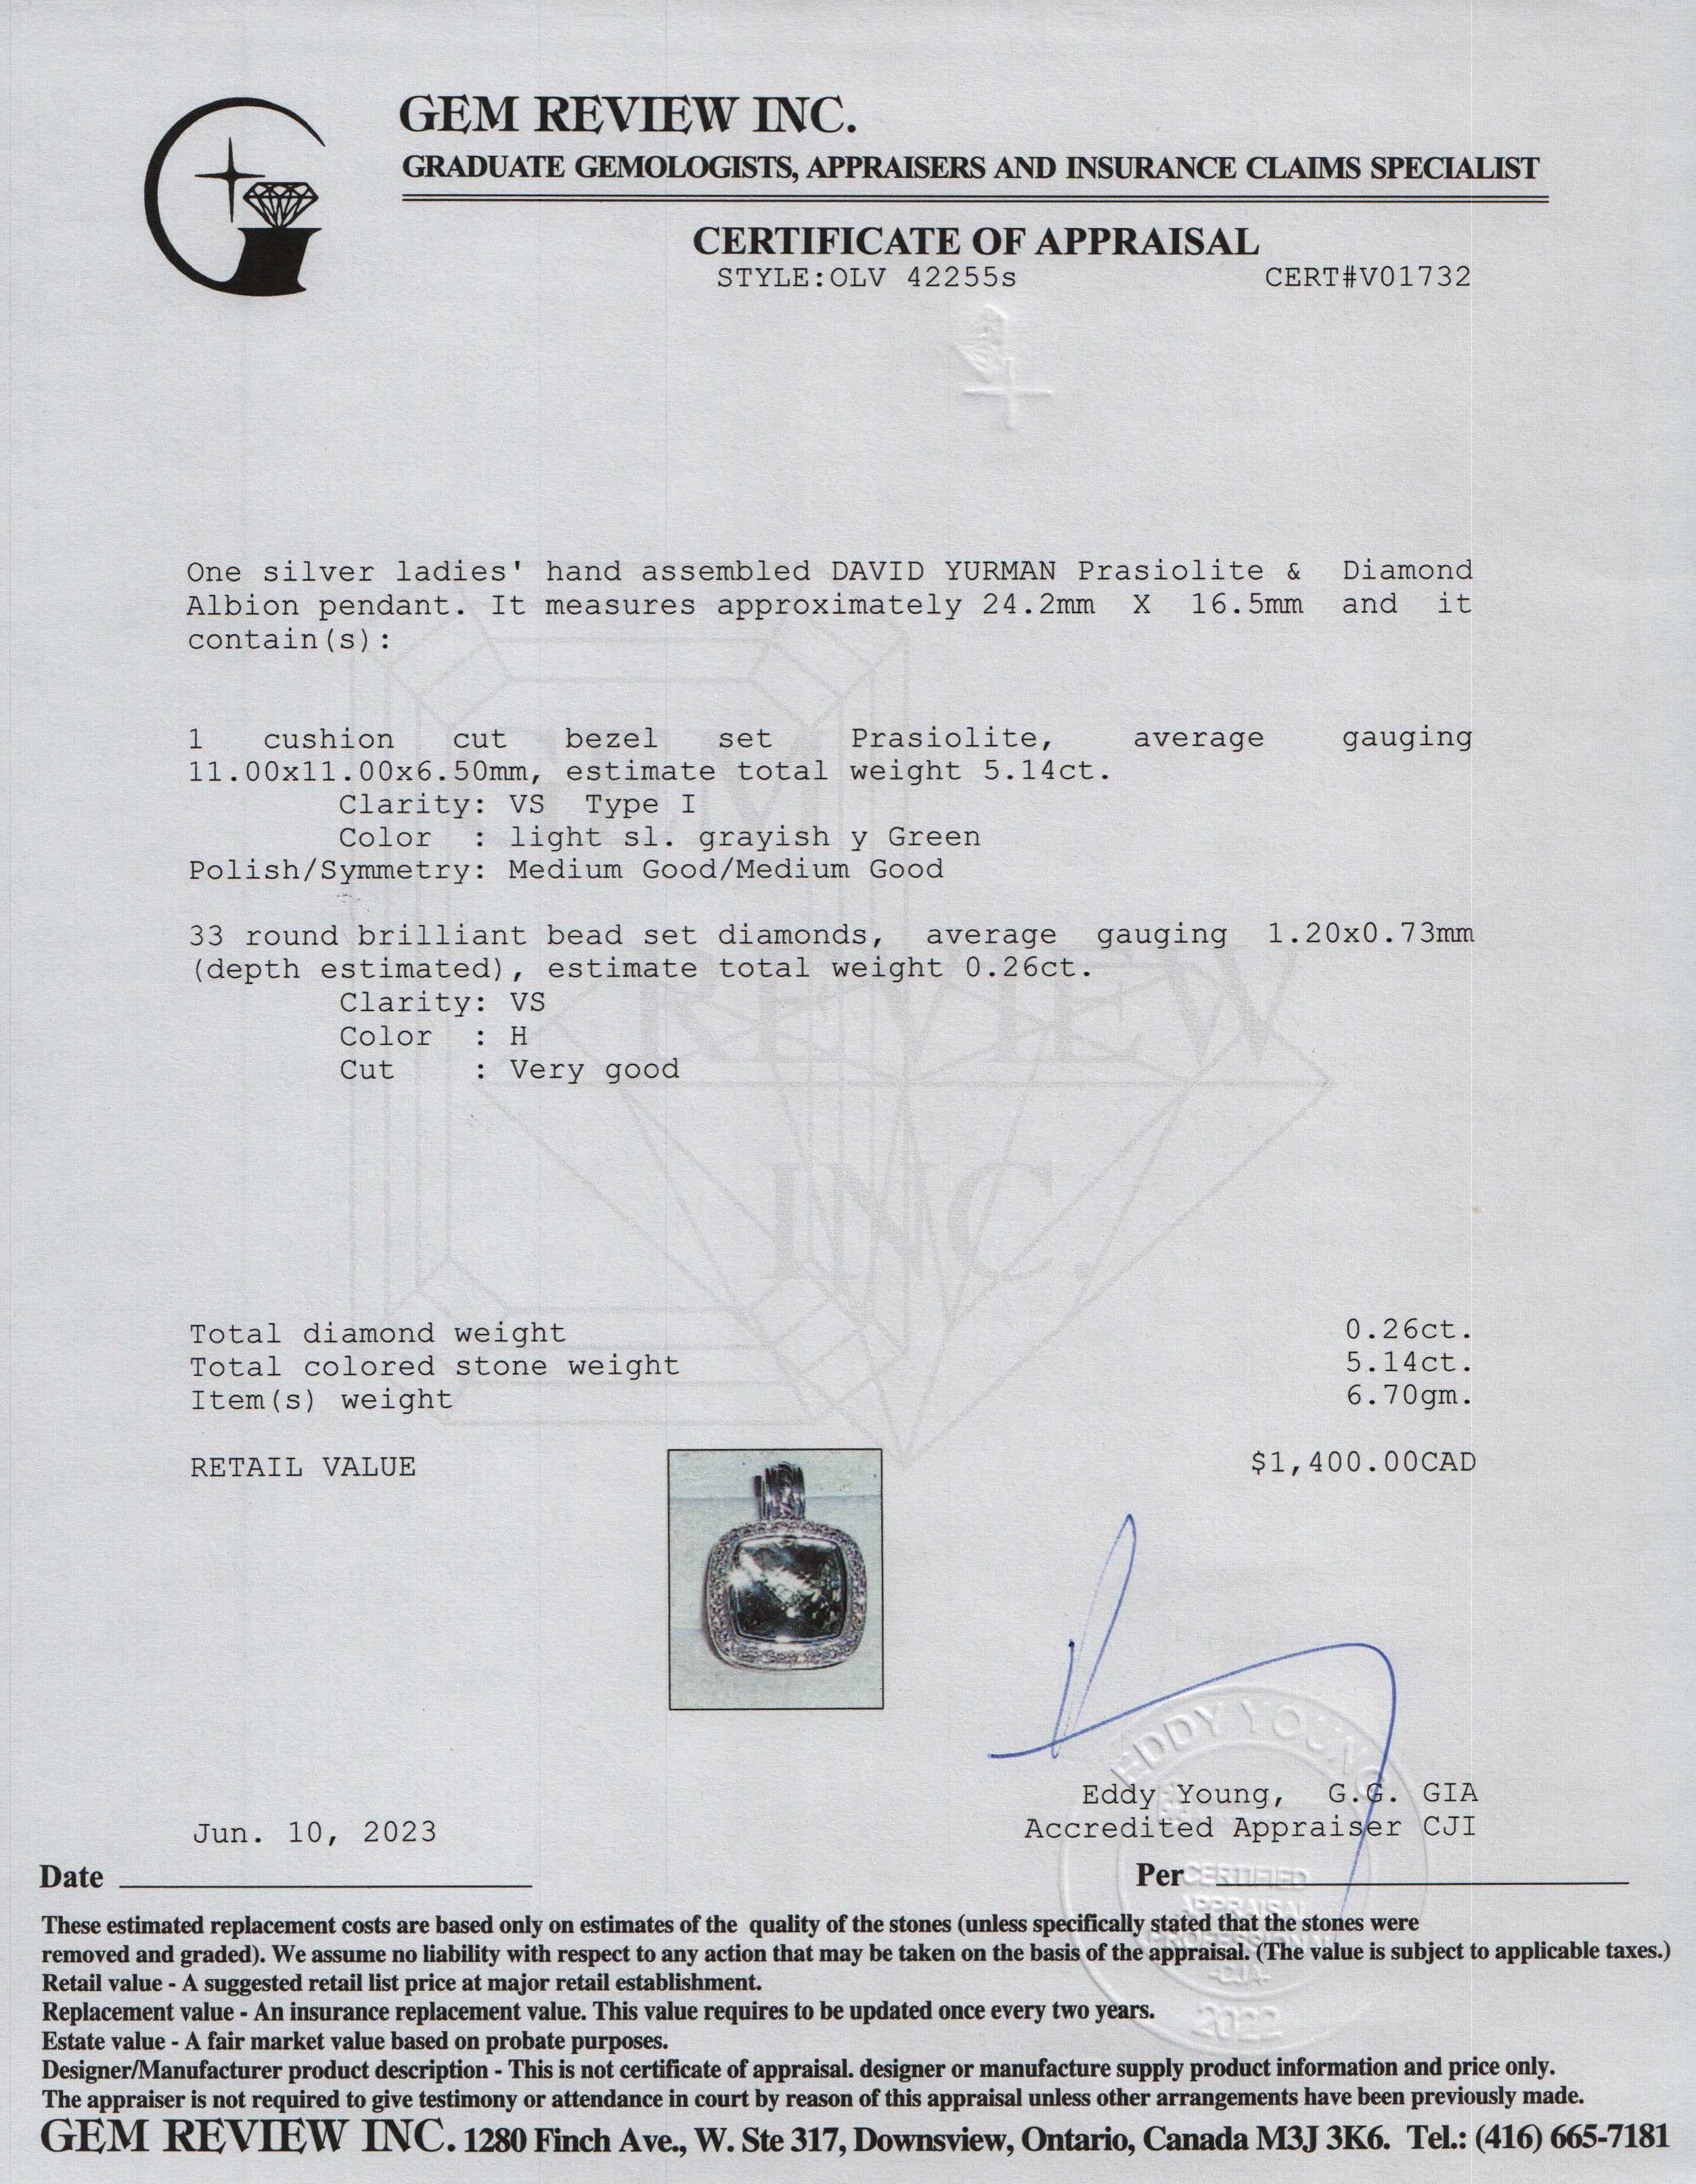 GEM REVIEW INC.
GRADUATE GEMOLOGISTS, APPRAISERS AND INSURANCE CLAIMS SPECIALIST
CERTIFICATE OF APPRAISAL
STYLE:OLV 42255s CERT#V01732
One silver ladies' hand assembled DAVID YURMAN Prasiolite & Diamond
Albion pendant. It measures approximately 24.2mm X 16.5mm and it
contain(s):
1 cushion cut bezel set Prasiolite, average gauging
11.00x11.00x6.50mm, estimate total weight 5.14ct.
Clarity: VS Type I
Color : light sl. grayish y Green
Polish/Symmetry: Medium Good/Medium Good
33 round brilliant bead set diamonds, average gauging 1.20x0.73mm
(depth estimated), estimate total weight 0.26ct.
Clarity: VS
Color : H
Cut : Very good
GEM
REVIEW
INC.
Total diamond weight 0.26ct.
Total colored stone weight 5.14ct.
Item(s) weight 6.70gm.
RETAIL VALUE $1,400.00CAD
EDDY YOUNG
Eddy Young, G.G. GIA
Accredited Appraiser CJI
Jun. 10, 2023
Date
Per
CERTIFIED
APPRAISAL
PROFESSIONAL
-CJA-
2022
These estimated replacement costs are based only on estimates of the quality of the stones (unless specifically stated that the stones were
removed and graded). We assume no liability with respect to any action that may be taken on the basis of the appraisal. (The value is subject to applicable taxes.)
Retail value - A suggested retail list price at major retail establishment.
Replacement value - An insurance replacement value. This value requires to be updated once every two years.
Estate value - A fair market value based on probate purposes.
Designer/Manufacturer product description - This is not certificate of appraisal. designer or manufacture supply product information and price only.
The appraiser is not required to give testimony or attendance in court by reason of this appraisal unless other arrangements have been previously made.
GEM REVIEW INC. 1280 Finch Ave., W. Ste 317, Downsview, Ontario, Canada M3J 3K6. Tel.: (416) 665-7181